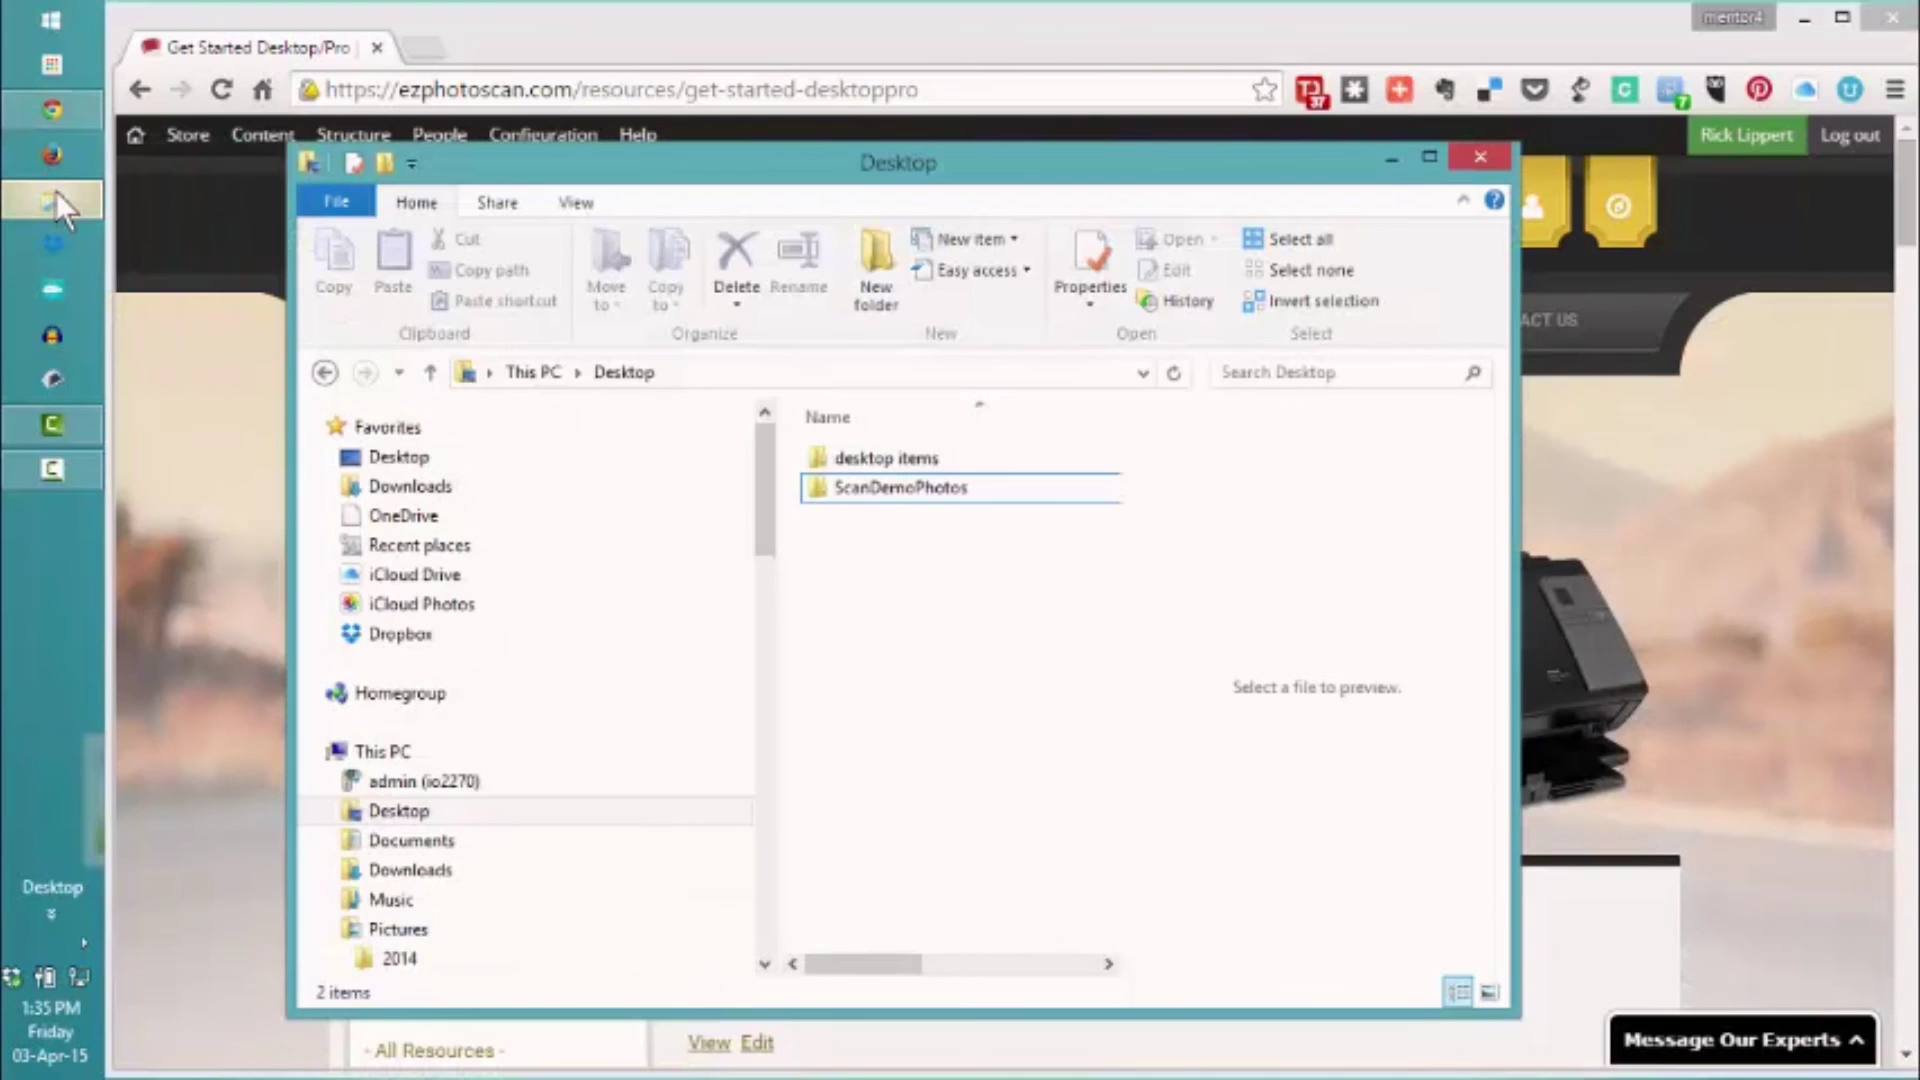 mentor4
Get Started Desktop/Pro |
https://ezphotoscan.com/resources/get-started-desktoppro
37
7
Store Content Structure People Configuration Help
Rick Lippert Log out
Desktop
File Home Share View
Copy
Paste
Cut
Copy path
Paste shortcut
Clipboard
Move to
Copy to
Delete
Rename
Organize
New folder
New item
Easy access
New
Properties
Open
Edit
History
Open
Select all
Select none
Invert selection
Select
ACT US
This PC Desktop
Search Desktop
Favorites
Desktop
Downloads
OneDrive
Recent places
iCloud Drive
iCloud Photos
Dropbox
Homegroup
This PC
admin (io2270)
Desktop
Documents
Downloads
Music
Pictures
2014
Name
desktop items
ScanDemoPhotos
Select a file to preview.
2 items
Desktop
1:35 PM
Friday
03-Apr-15
- All Resources -
View Edit
Message Our Experts